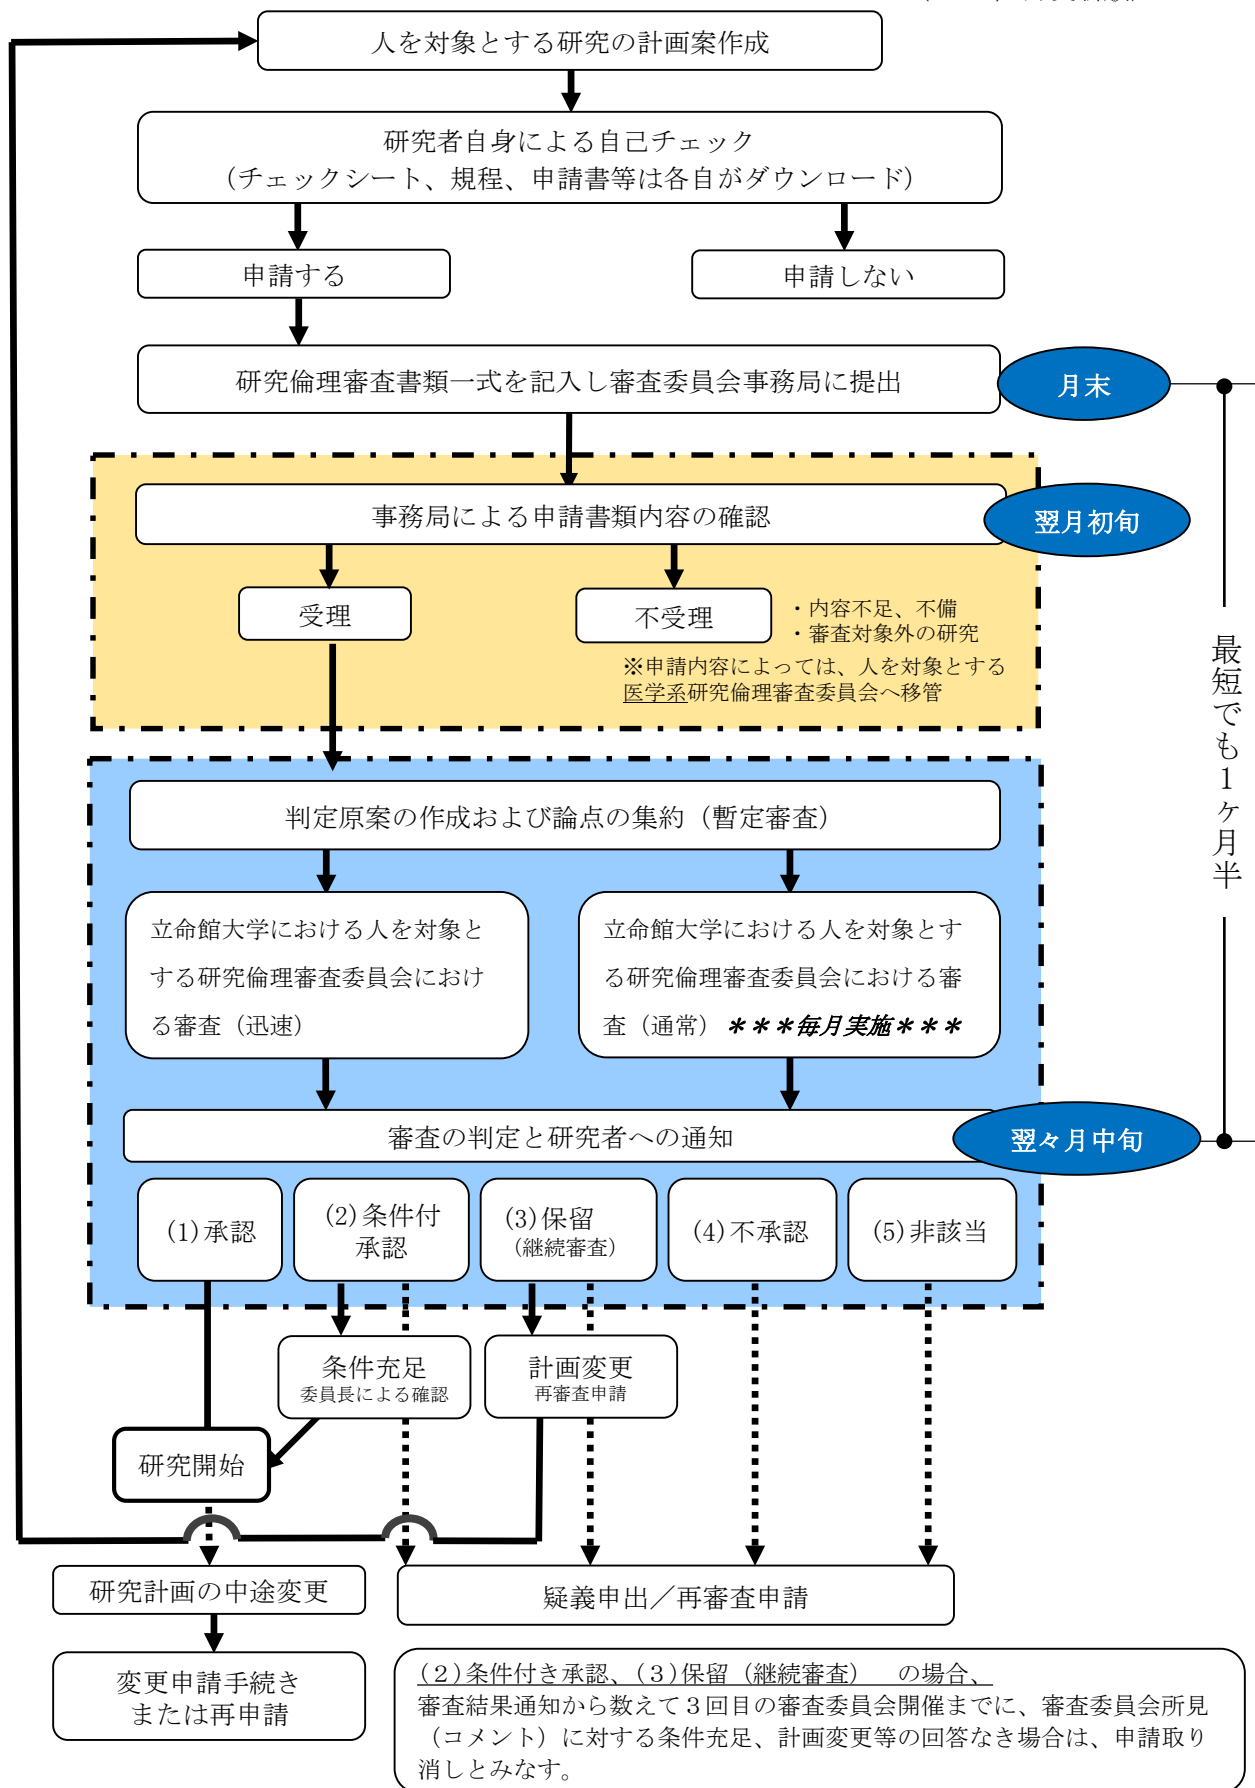 人を対象とする研究の計画案作成
研究者自身による自己チェック
（チェックシート、規程、申請書等は各自がダウンロード）
申請する
申請しない
研究倫理審査書類一式を記入し審査委員会事務局に提出
月末
事務局による申請書類内容の確認
翌月初旬
受理
不受理
・内容不足、不備
・審査対象外の研究
※申請内容によっては、人を対象とする
医学系研究倫理審査委員会へ移管
最短でも１ヶ月半
判定原案の作成および論点の集約（暫定審査）
立命館大学における人を対象と
する研究倫理審査委員会におけ
る審査（迅速）
立命館大学における人を対象とす
る研究倫理審査委員会における審
査（通常）＊＊＊毎月実施＊＊＊
審査の判定と研究者への通知
翌々月中旬
(1)承認
(2)条件付
承認
(3)保留
（継続審査）
(4)不承認
(5)非該当
条件充足
委員長による確認
計画変更
再審査申請
研究開始
研究計画の中途変更
疑義申出／再審査申請
変更申請手続き
または再申請
(2)条件付き承認、(3)保留（継続審査）　の場合、
審査結果通知から数えて３回目の審査委員会開催までに、審査委員会所見
（コメント）に対する条件充足、計画変更等の回答なき場合は、申請取り
消しとみなす。